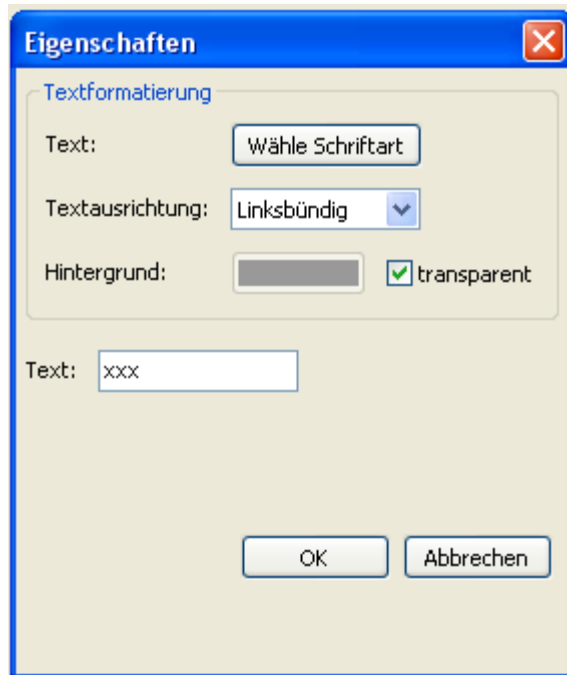 Eigenschaften
Textformatierung
Text: Wähle Schriftart
Textausrichtung: Linksbündig
Hintergrund: transparent
Text: xxx
OK Abbrechen